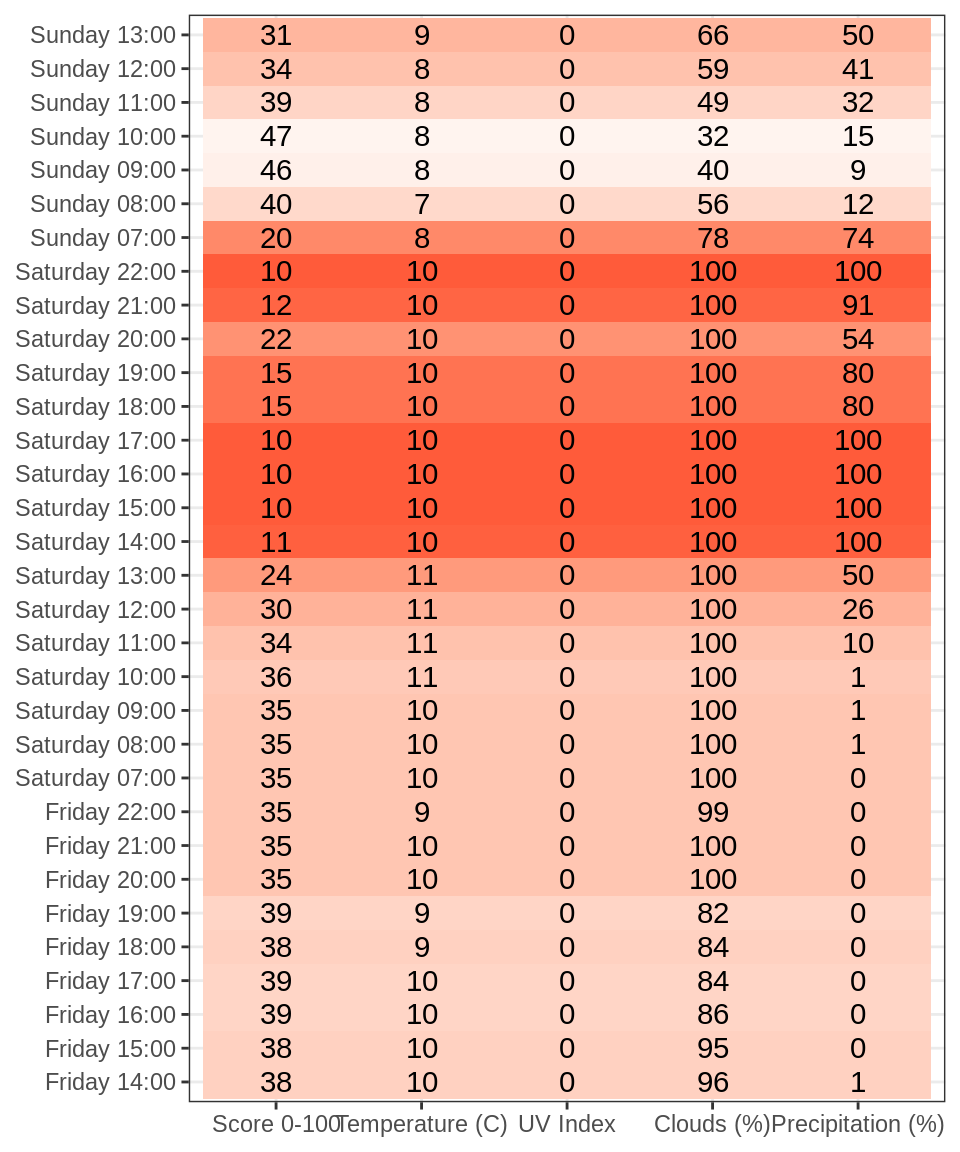 Sunday 13:00 31 9 0 66 50
Sunday 12:00 34 8 0 59 41
Sunday 11:00 39 8 0 49 32
Sunday 10:00 47 8 0 32 15
Sunday 09:00 46 8 0 40 9
Sunday 08:00 40 7 0 56 12
Sunday 07:00 20 8 0 78 74
Saturday 22:00 10 10 0 100 100
Saturday 21:00 12 10 0 100 91
Saturday 20:00 22 10 0 100 54
Saturday 19:00 15 10 0 100 80
Saturday 18:00 15 10 0 100 80
Saturday 17:00 10 10 0 100 100
Saturday 16:00 10 10 0 100 100
Saturday 15:00 10 10 0 100 100
Saturday 14:00 11 10 0 100 100
Saturday 13:00 24 11 0 100 50
Saturday 12:00 30 11 0 100 26
Saturday 11:00 34 11 0 100 10
Saturday 10:00 36 11 0 100 1
Saturday 09:00 35 10 0 100 1
Saturday 08:00 35 10 0 100 1
Saturday 07:00 35 10 0 100 0
Friday 22:00 35 9 0 99 0
Friday 21:00 35 10 0 100 0
Friday 20:00 35 10 0 100 0
Friday 19:00 39 9 0 82 0
Friday 18:00 38 9 0 84 0
Friday 17:00 39 10 0 84 0
Friday 16:00 39 10 0 86 0
Friday 15:00 38 10 0 95 0
Friday 14:00 38 10 0 96 1
Score 0-100 Temperature (C) UV Index Clouds (%) Precipitation (%)